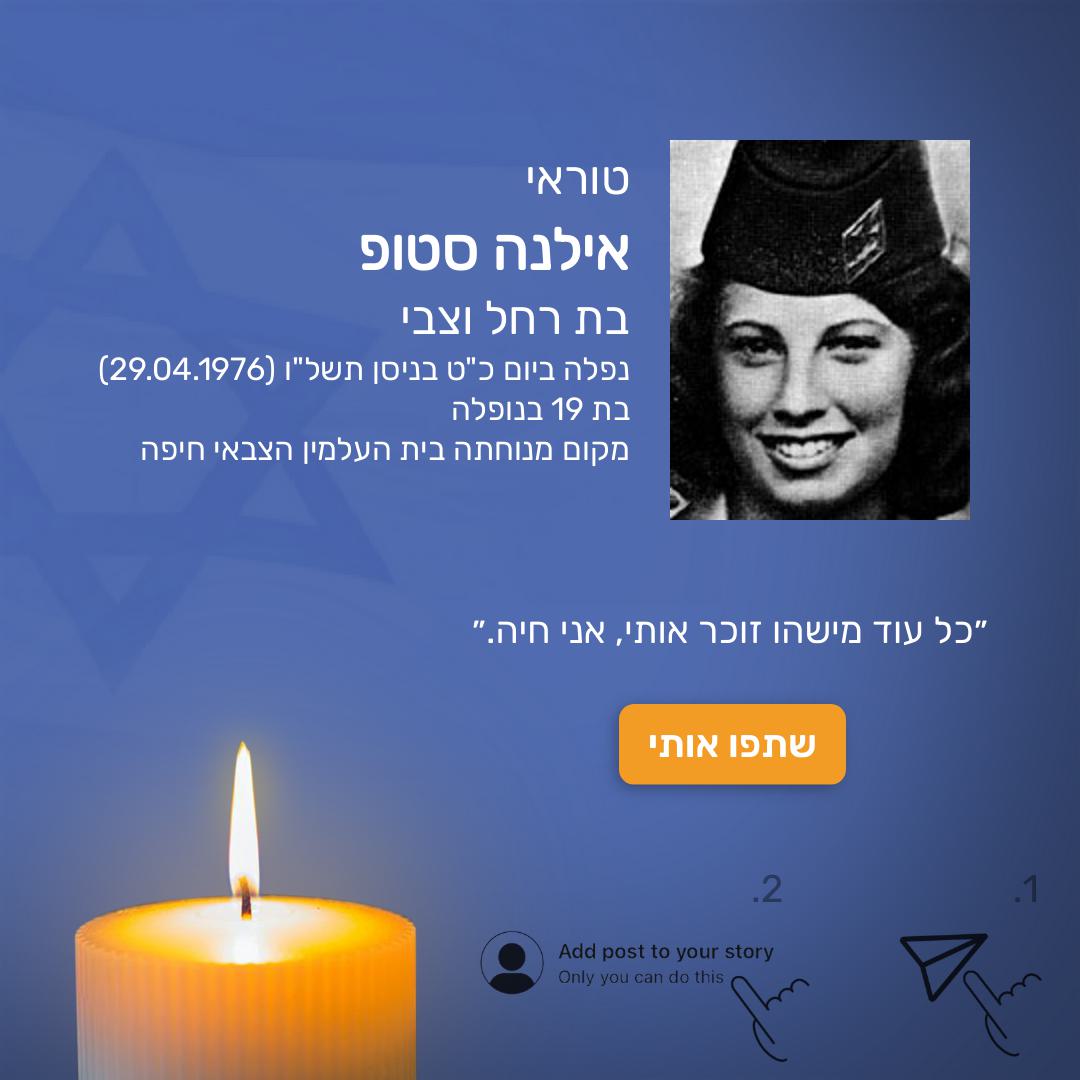 טוראי
אילנה סטופ
בת רחל וצבי
נפלה ביום כ"ט בניסן תשל"ו (29.04.1976)
בת 19 בנופלה
מקום מנוחתה בית העלמין הצבאי חיפה
״כל עוד מישהו זוכר אותי, אני חיה.״
שתפו אותי
.1
.2
Add post to your story
Only you can do this